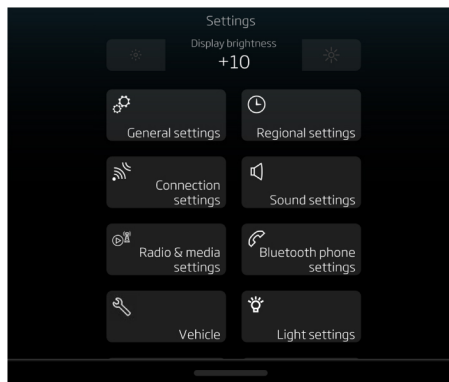 Settings
Display brightness
+10
General settings
Regional settings
Connection
settings
Sound settings
Radio & media
settings
Bluetooth phone
settings
Vehicle
Light settings